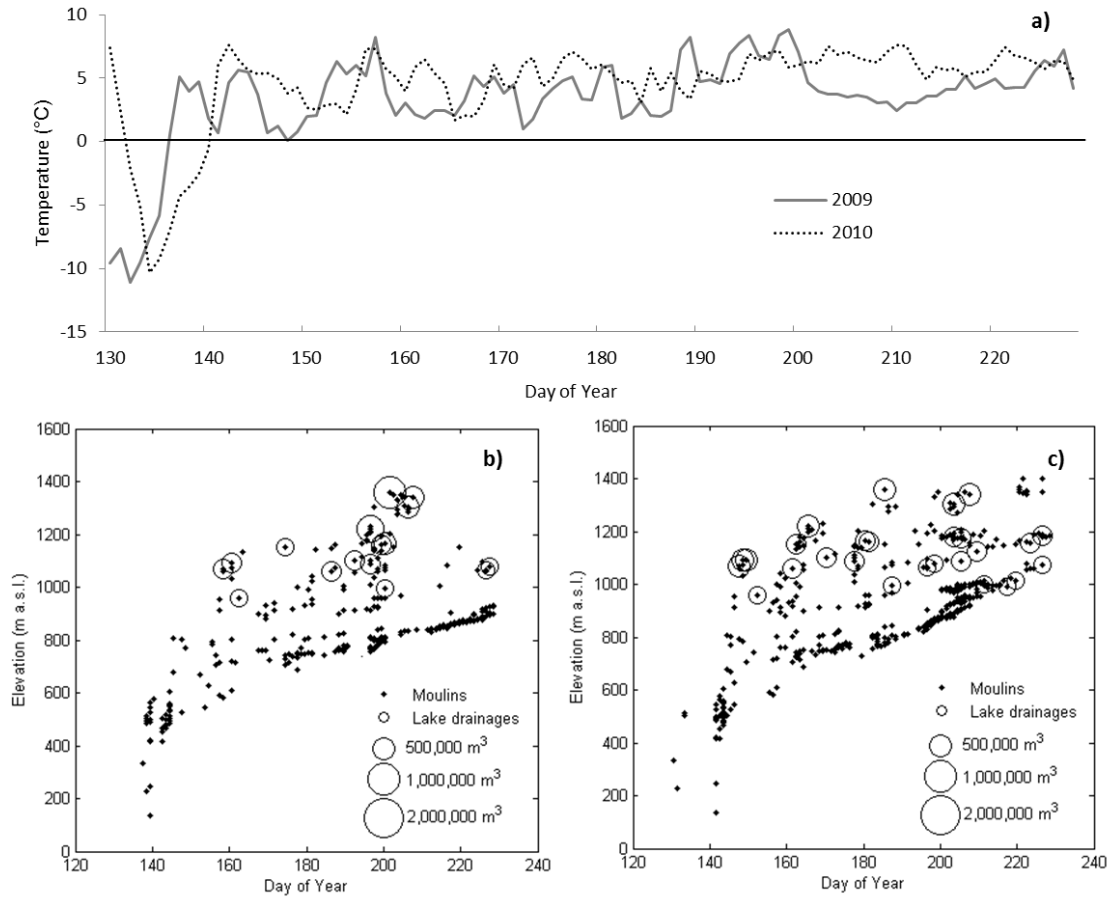 a)
10
5
0
-5
-10
-15
Temperature (°C)
2009
2010
130 140 150 160 170 180 190 200 210 220
Day of Year
b)
1600
1400
1200
1000
800
600
400
200
0
Elevation (m a.s.l.)
Moulins
Lake drainages
500,000 m³
1,000,000 m³
2,000,000 m³
120 140 160 180 200 220 240
Day of Year
c)
1600
1400
1200
1000
800
600
400
200
0
Elevation (m a.s.l.)
Moulins
Lake drainages
500,000 m³
1,000,000 m³
2,000,000 m³
120 140 160 180 200 220 240
Day of Year